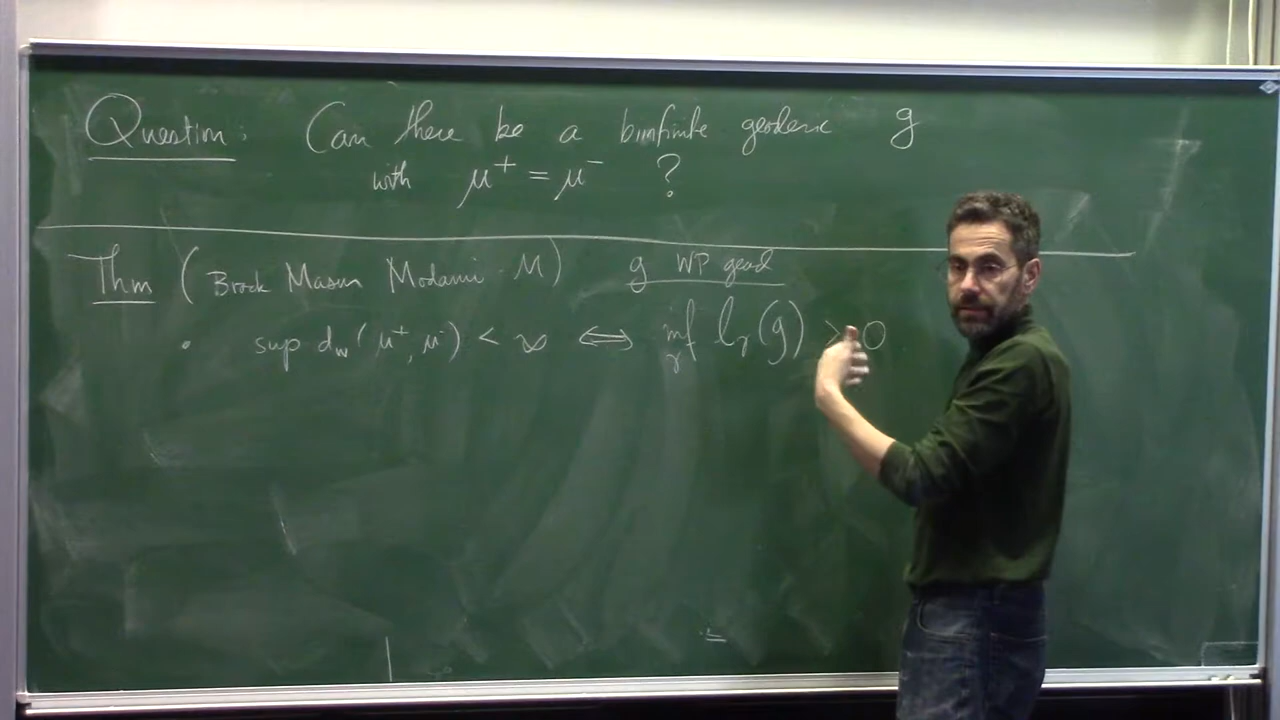 Question: Can there be a biinfinite geodesic g
with μ⁺ = μ⁻ ?
Thm (Brock Masur Modami - M) g WP geod
• sup d_W(μ⁺, μ⁻) < ∞ ⟺ inf_γ l_γ(g) > 0